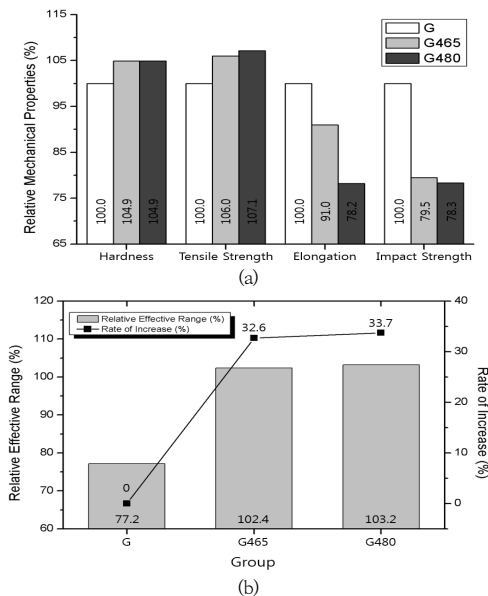 G
G465
G480
Relative Mechanical Properties (%)
115
105
95
85
75
65
100.0
104.9
104.9
100.0
106.0
107.1
100.0
91.0
78.2
100.0
79.5
78.3
Hardness
Tensile Strength
Elongation
Impact Strength
(a)
Relative Effective Range (%)
Rate of Increase (%)
Relative Effective Range (%)
120
110
100
90
80
70
60
Rate of Increase (%)
40
30
20
10
0
0
32.6
33.7
77.2
102.4
103.2
G
G465
G480
Group
(b)